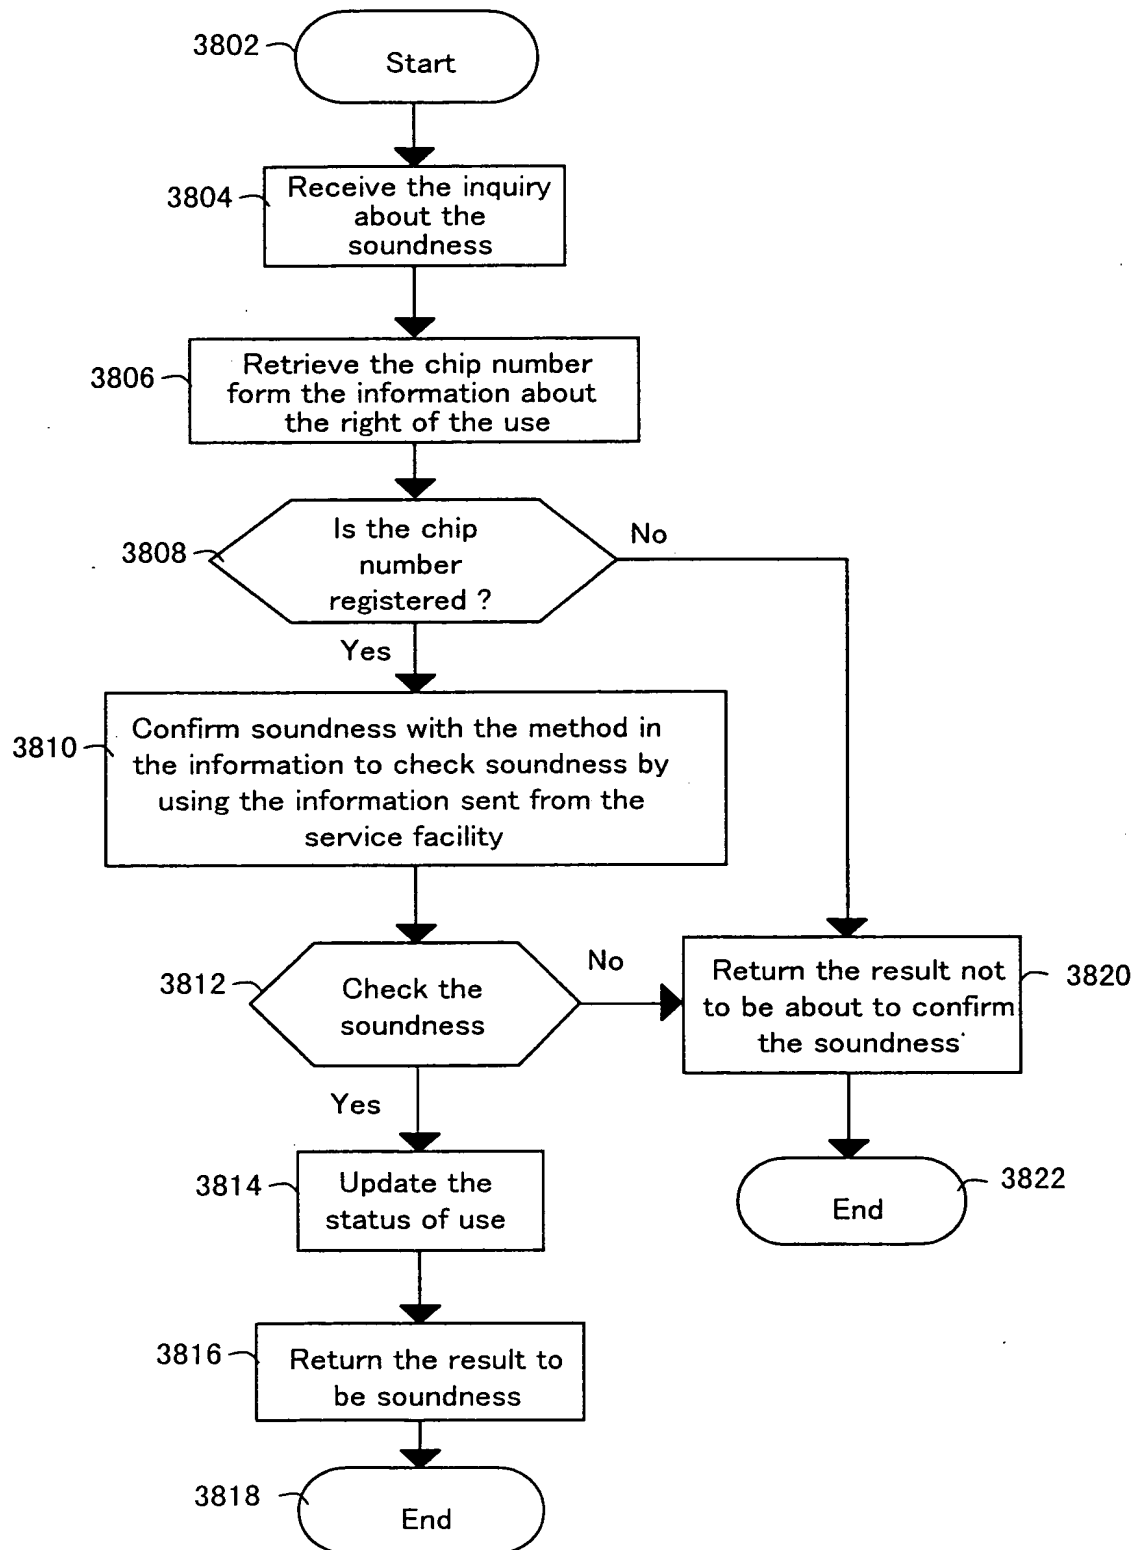 3802
Start
3804
Receive the inquiry
about the
soundness
3806
Retrieve the chip number
form the information about
the right of the use
3808
Is the chip
number
registered ?
No
Yes
3810
Confirm soundness with the method in
the information to check soundness by
using the information sent from the
service facility
3812
Check the
soundness
No
Yes
3820
Return the result not
to be about to confirm
the soundness
3814
Update the
status of use
3822
End
3816
Return the result to
be soundness
3818
End